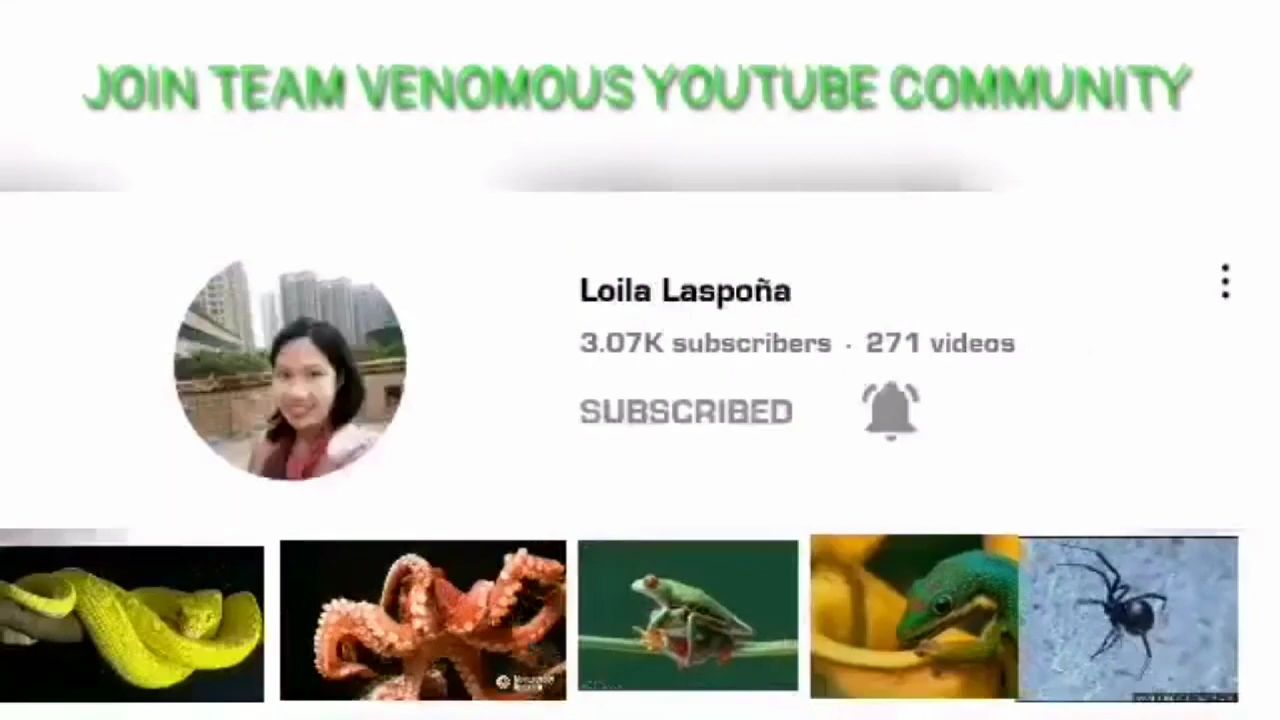 JOIN TEAM VENOMOUS YOUTUBE COMMUNITY
Loila Laspoña
3.07K subscribers · 271 videos
SUBSCRIBED